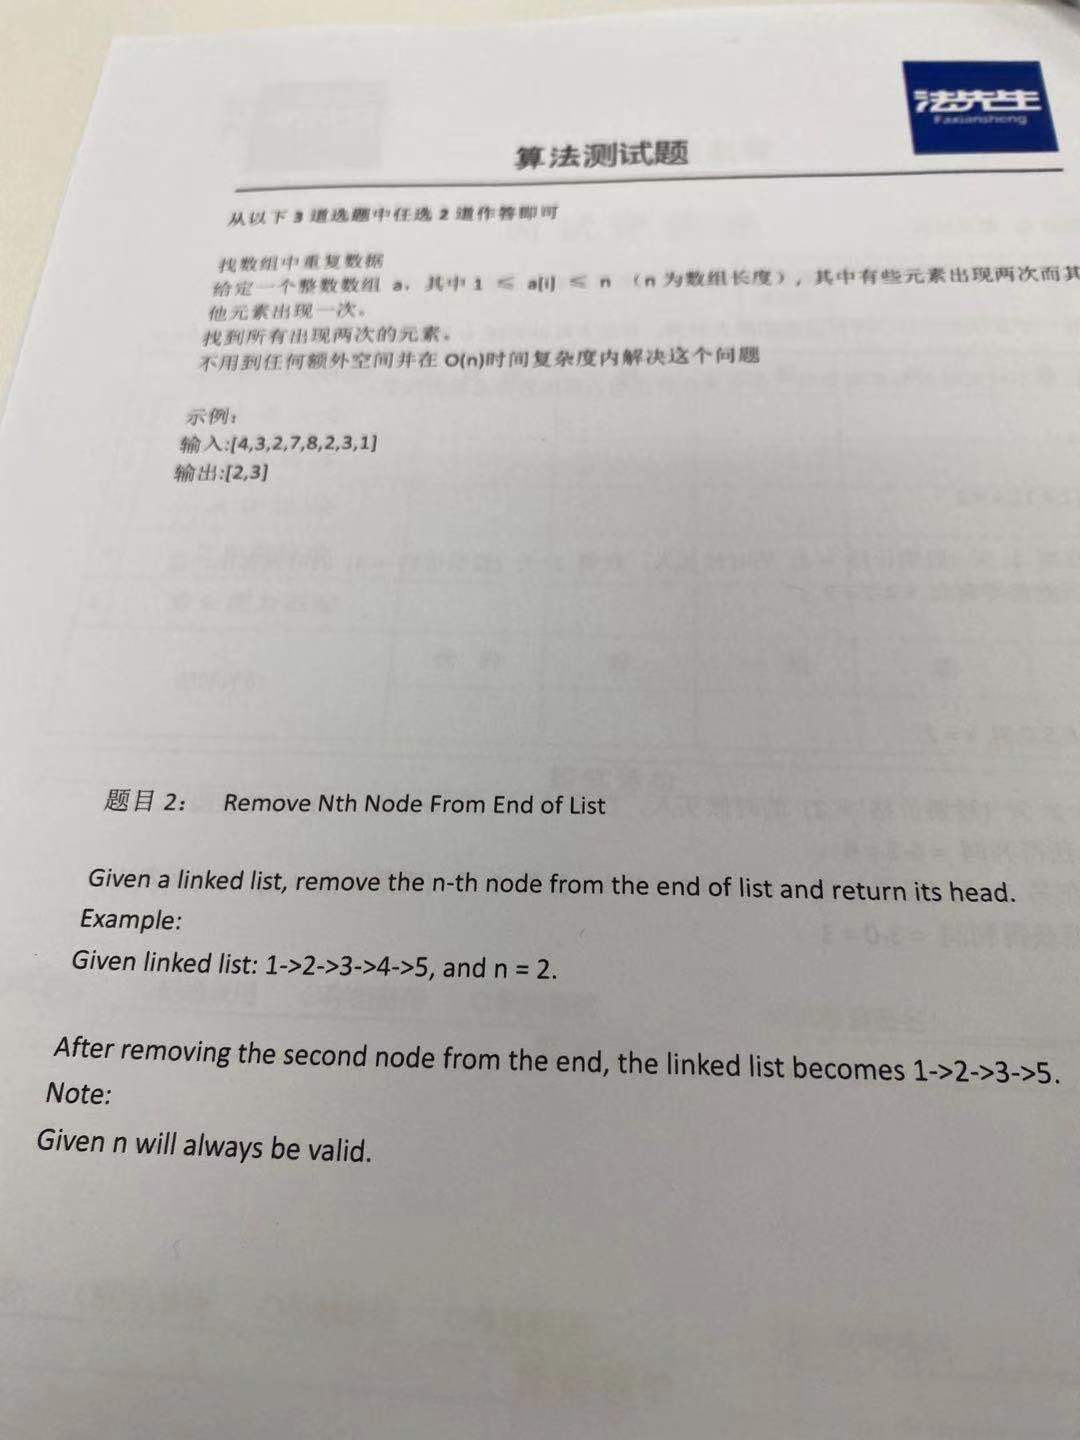 法先生
Faxiansheng
算法测试题
从以下 3 道选题中任选 2 道作答即可
找数组中重复数据
给定一个整数数组 a，其中 1 ≤ a[i] ≤ n （n 为数组长度），其中有些元素出现两次而其
他元素出现一次。
找到所有出现两次的元素。
不用到任何额外空间并在 O(n)时间复杂度内解决这个问题
示例：
输入:[4,3,2,7,8,2,3,1]
输出:[2,3]
题目 2： Remove Nth Node From End of List
Given a linked list, remove the n-th node from the end of list and return its head.
Example:
Given linked list: 1->2->3->4->5, and n = 2.
After removing the second node from the end, the linked list becomes 1->2->3->5.
Note:
Given n will always be valid.